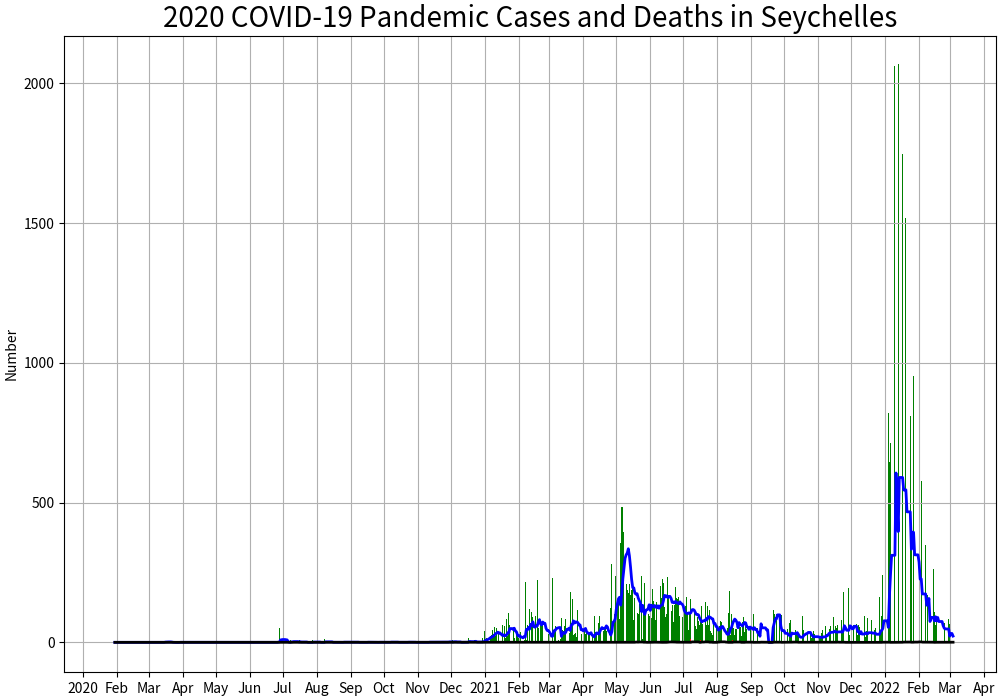 2020 COVID-19 Pandemic Cases and Deaths in Seychelles
2000
1500
1000
500
0
Number
2020 Feb Mar Apr May Jun Jul Aug Sep Oct Nov Dec 2021 Feb Mar Apr May Jun Jul Aug Sep Oct Nov Dec 2022 Feb Mar Apr